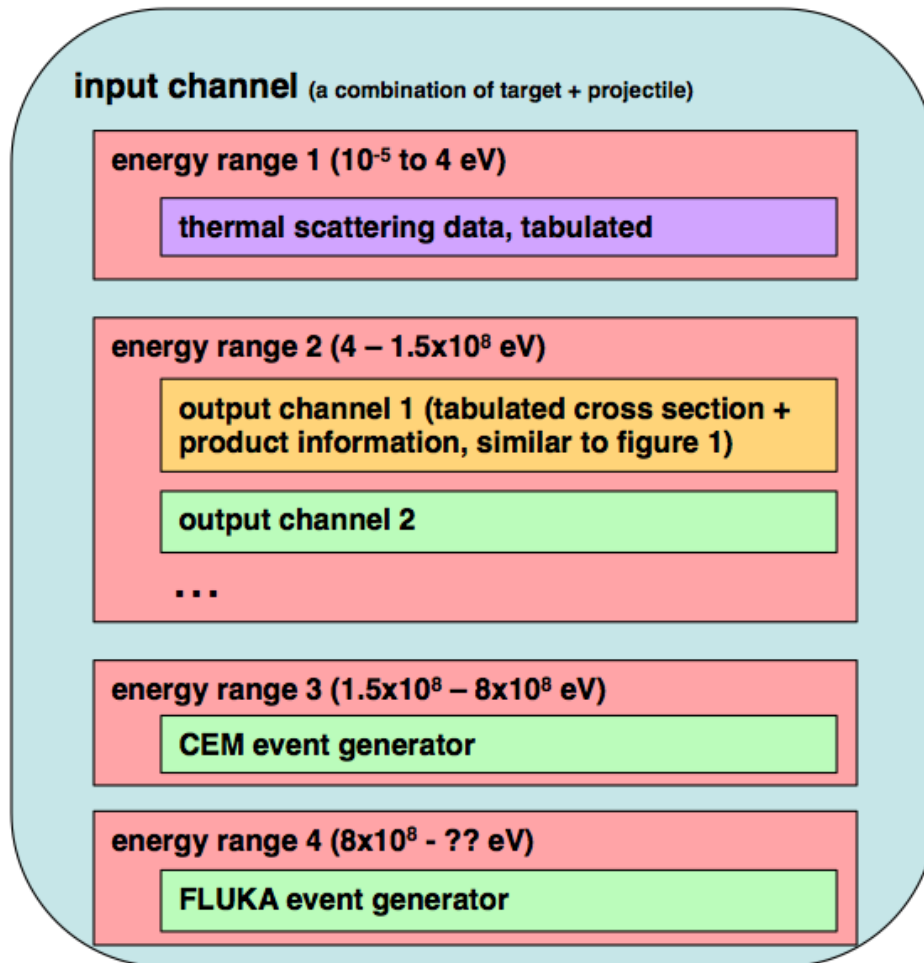 input channel (a combination of target + projectile)
energy range 1 (10⁻⁵ to 4 eV)
thermal scattering data, tabulated
energy range 2 (4 – 1.5x10⁸ eV)
output channel 1 (tabulated cross section +
product information, similar to figure 1)
output channel 2
...
energy range 3 (1.5x10⁸ – 8x10⁸ eV)
CEM event generator
energy range 4 (8x10⁸ - ?? eV)
FLUKA event generator